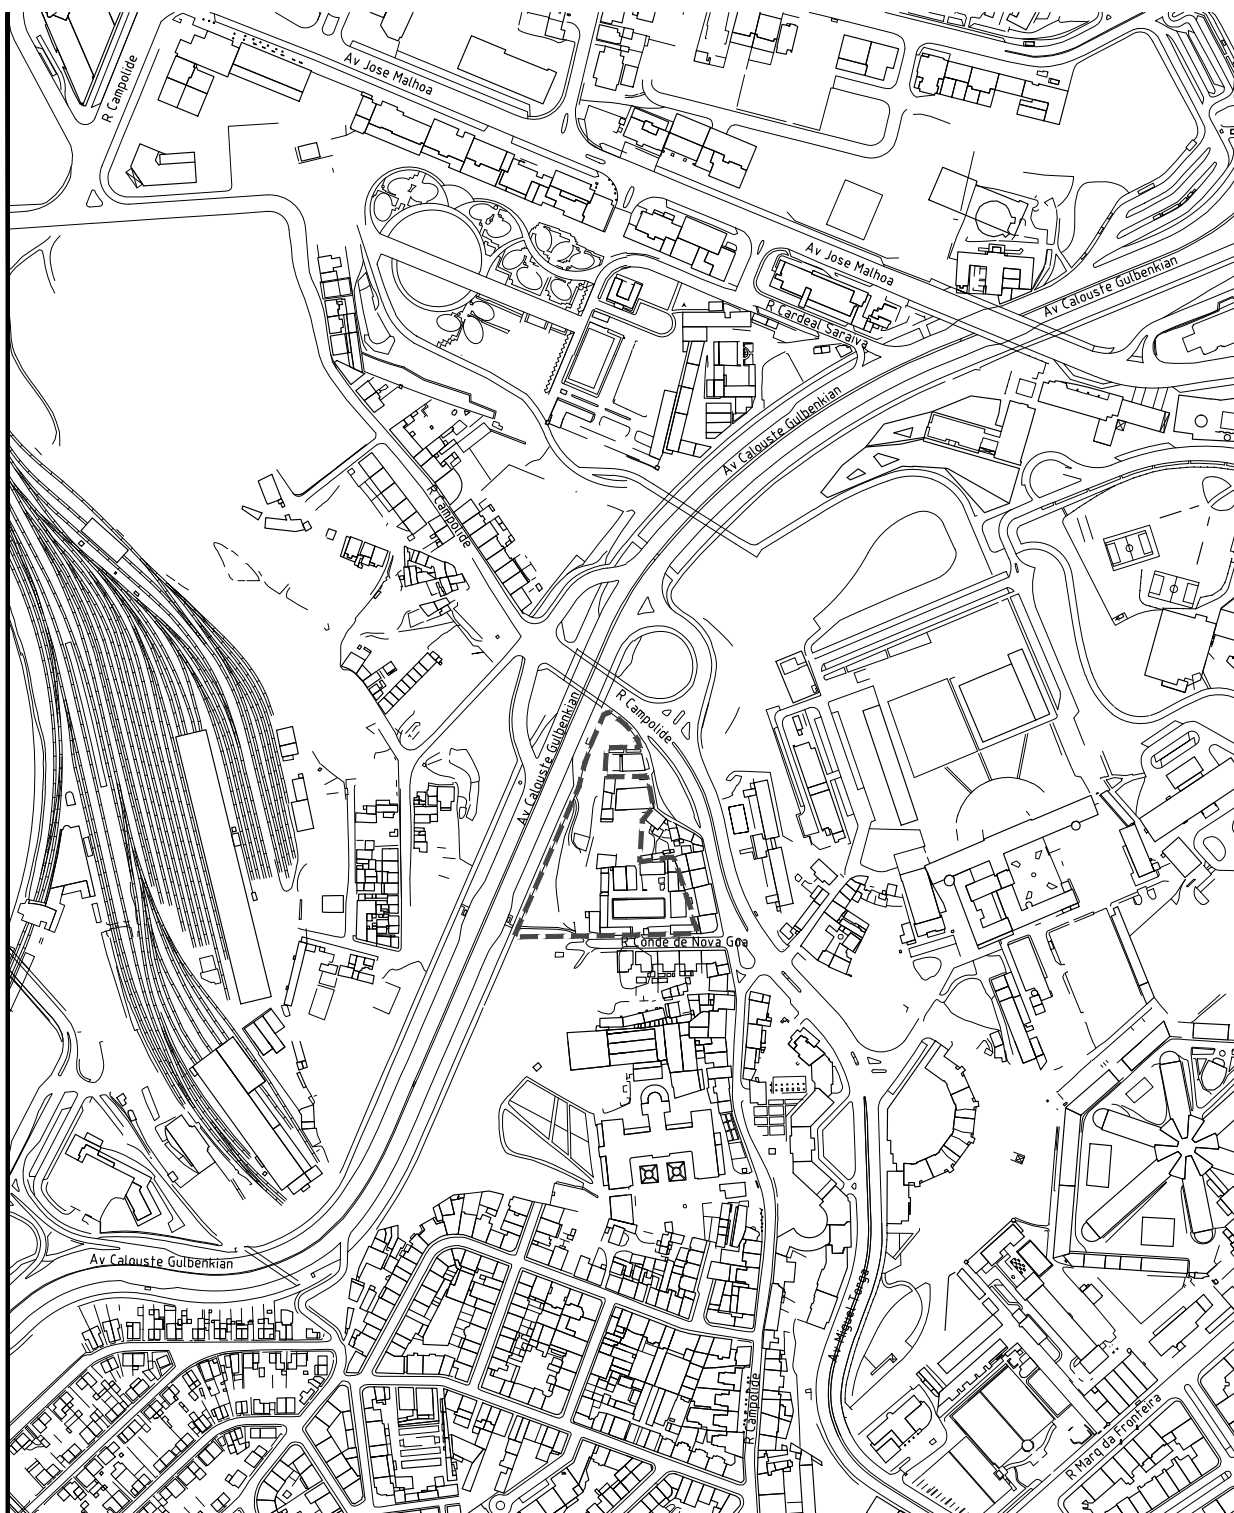 R Campolide
Av Jose Malhoa
Av Jose Malhoa
Av Calouste Gulbenkian
R Cardeal Saraiva
Av Calouste Gulbenkian
R Campolide
R Campolide
Av Calouste Gulbenkian
R Conde de Nova Goa
Av Calouste Gulbenkian
Av Miguel Torga
R Campolide
R Marq da Fronteira